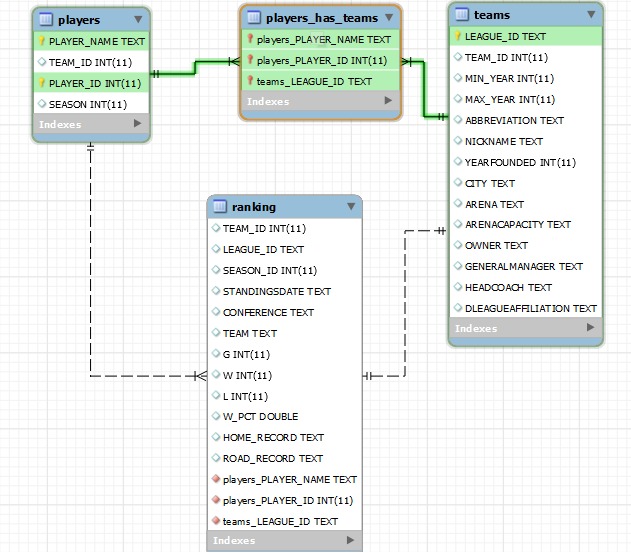 players
PLAYER_NAME TEXT
TEAM_ID INT(11)
PLAYER_ID INT(11)
SEASON INT(11)
Indexes
players_has_teams
players_PLAYER_NAME TEXT
players_PLAYER_ID INT(11)
teams_LEAGUE_ID TEXT
Indexes
teams
LEAGUE_ID TEXT
TEAM_ID INT(11)
MIN_YEAR INT(11)
MAX_YEAR INT(11)
ABBREVIATION TEXT
NICKNAME TEXT
YEARFOUNDED INT(11)
CITY TEXT
ARENA TEXT
ARENACAPACITY TEXT
OWNER TEXT
GENERALMANAGER TEXT
HEADCOACH TEXT
DLEAGUEAFFILIATION TEXT
Indexes
ranking
TEAM_ID INT(11)
LEAGUE_ID TEXT
SEASON_ID INT(11)
STANDINGSDATE TEXT
CONFERENCE TEXT
TEAM TEXT
G INT(11)
W INT(11)
L INT(11)
W_PCT DOUBLE
HOME_RECORD TEXT
ROAD_RECORD TEXT
players_PLAYER_NAME TEXT
players_PLAYER_ID INT(11)
teams_LEAGUE_ID TEXT
Indexes